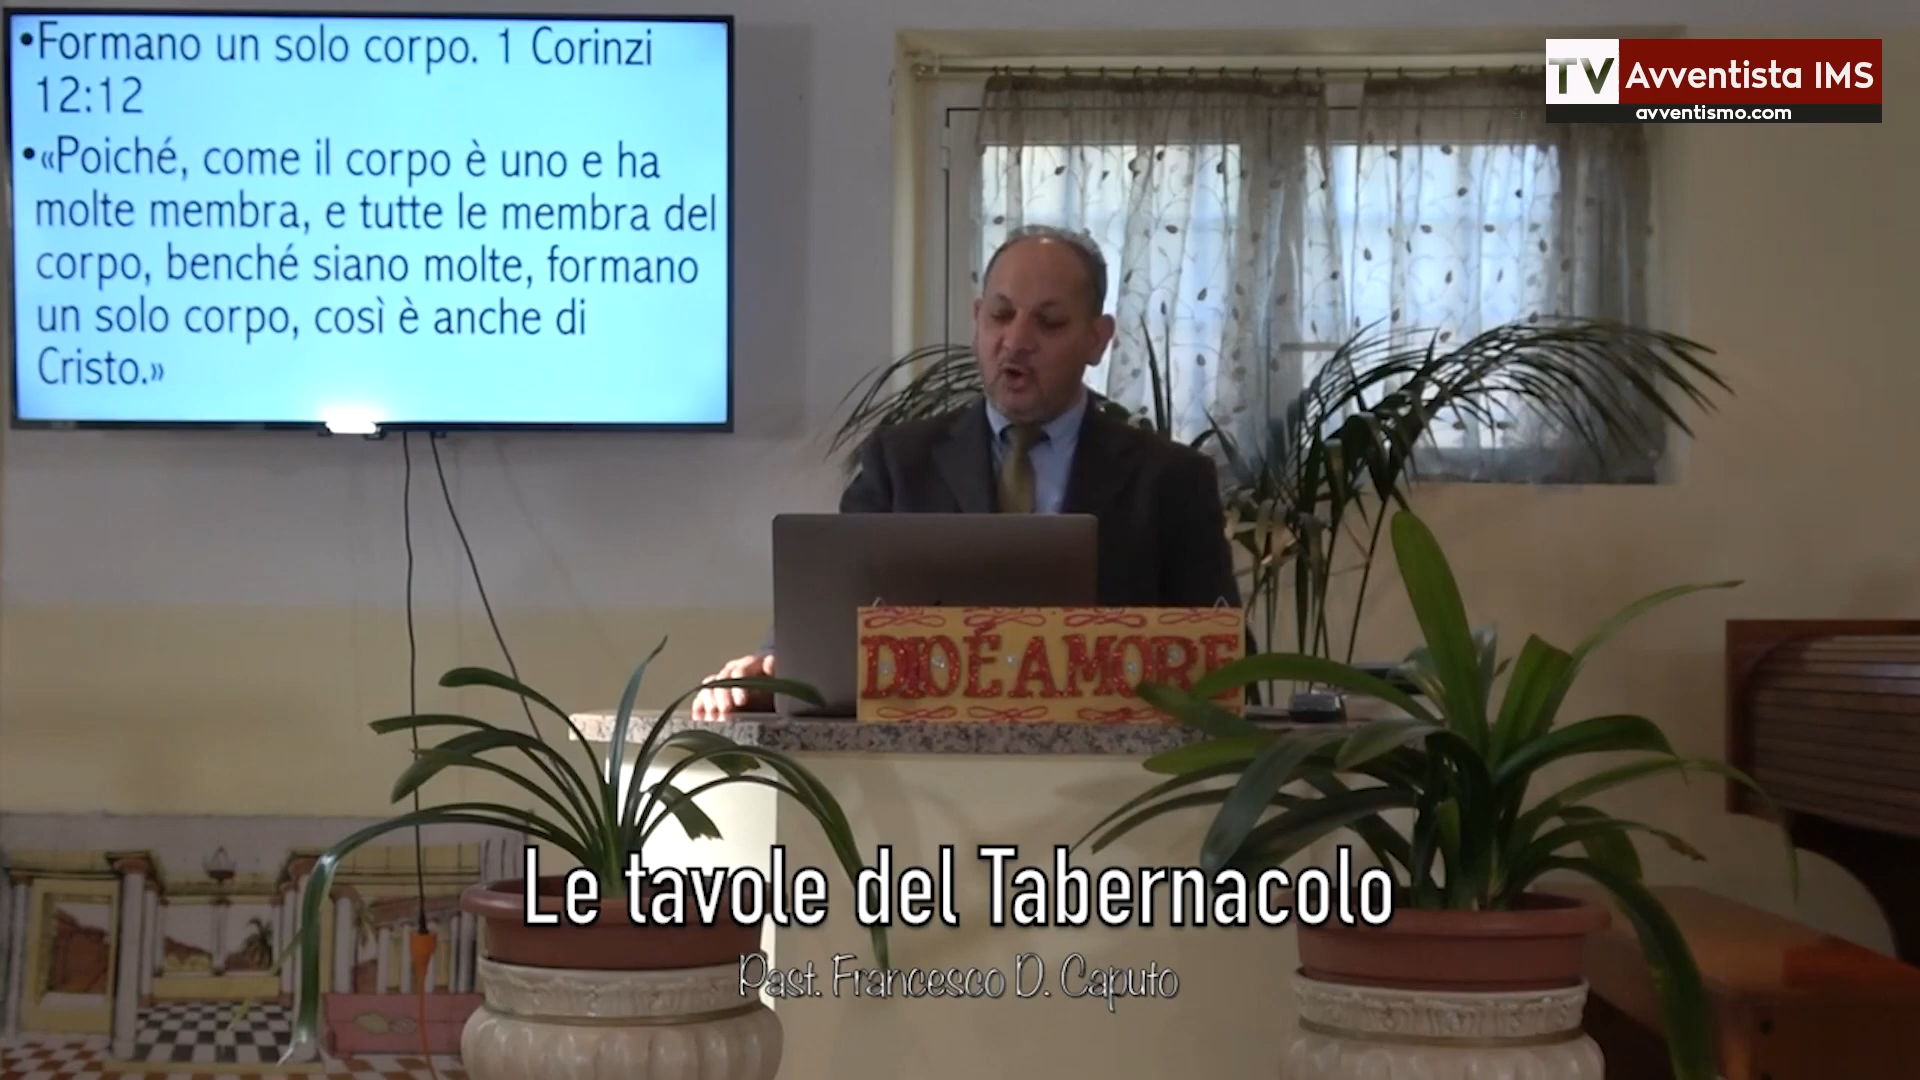 •Formano un solo corpo. 1 Corinzi
12:12
•«Poiché, come il corpo è uno e ha
molte membra, e tutte le membra del
corpo, benché siano molte, formano
un solo corpo, così è anche di
Cristo.»
TV Avventista IMS
avventismo.com
DIO É AMORE
Le tavole del Tabernacolo
Past. Francesco D. Caputo